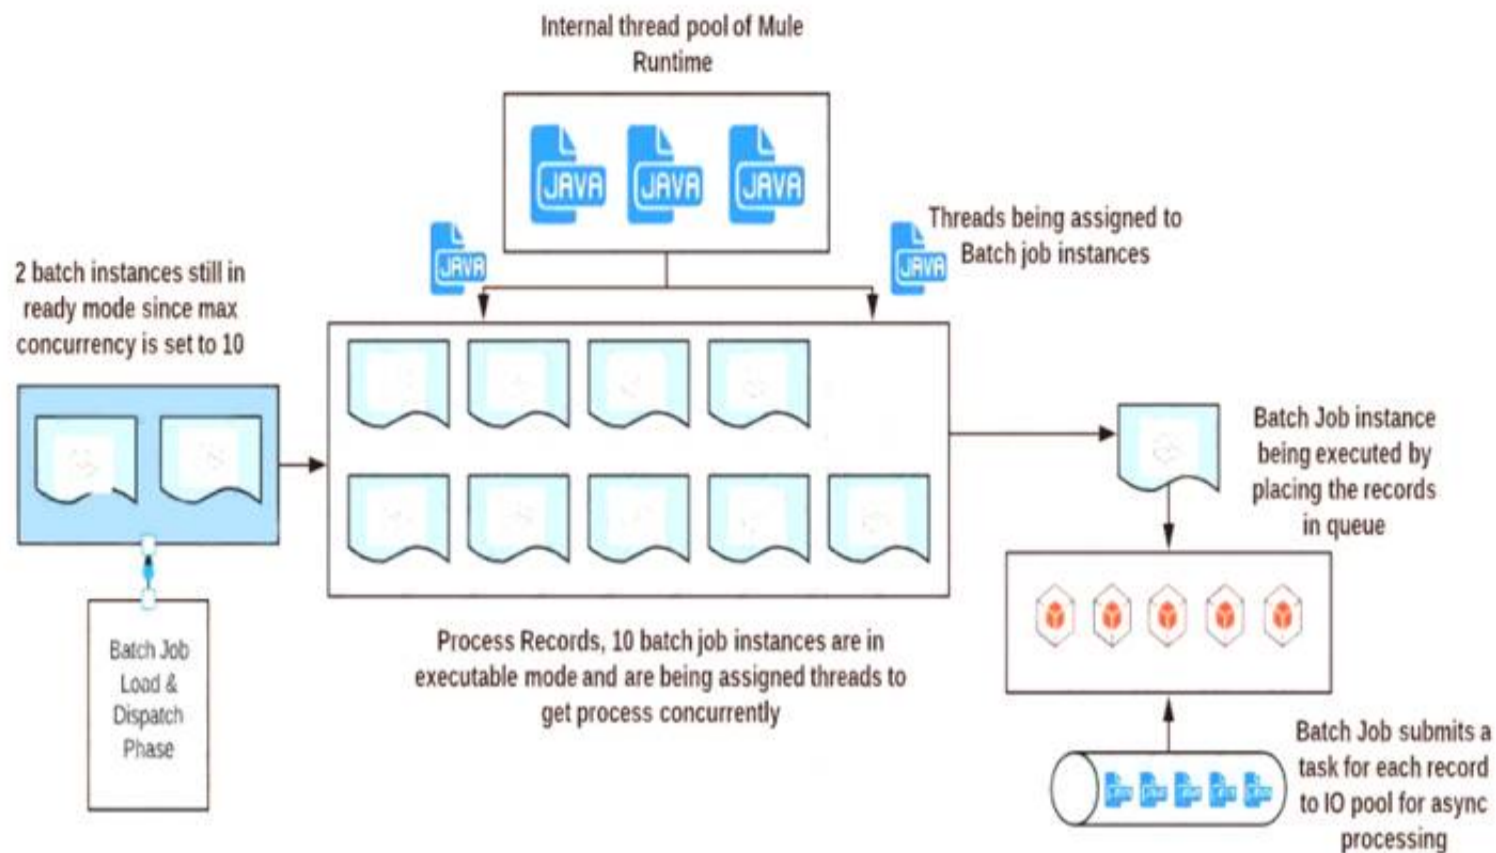 Internal thread pool of Mule
Runtime
JAVA
JAVA
JAVA
JAVA
JAVA
Threads being assigned to
Batch job instances
2 batch instances still in
ready mode since max
concurrency is set to 10
Batch Job instance
being executed by
placing the records
in queue
Process Records, 10 batch job instances are in
executable mode and are being assigned threads to
get process concurrently
Batch Job
Load &
Dispatch
Phase
Batch Job submits a
task for each record
to IO pool for async
processing